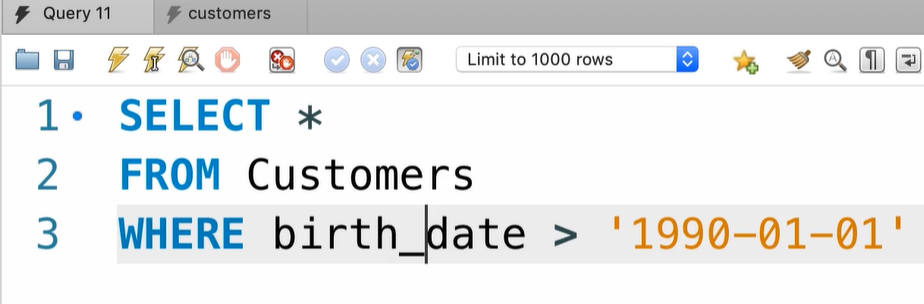 Query 11
customers
Limit to 1000 rows
1 SELECT *
2 FROM Customers
3 WHERE birth_date > '1990-01-01'